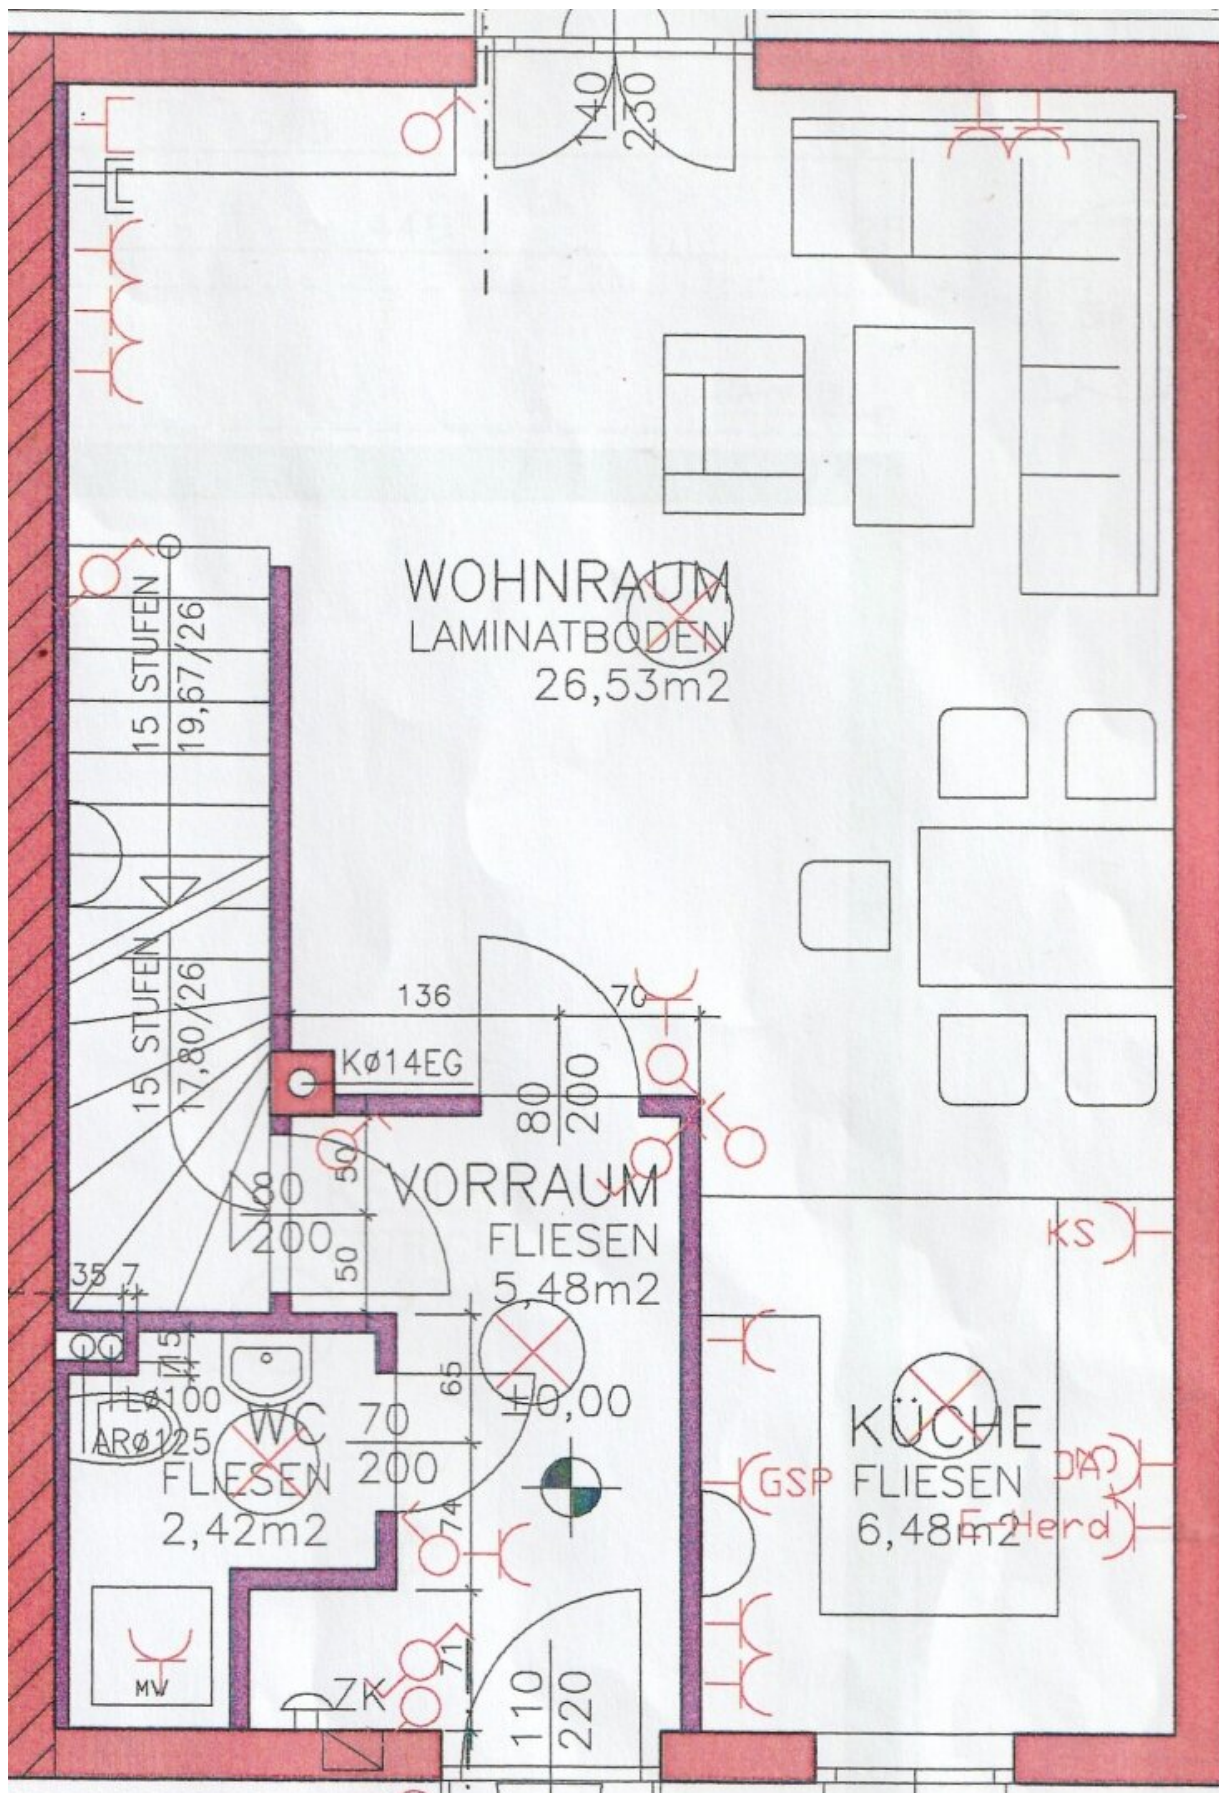 140
230
WOHNRAUM
LAMINATBODEN
26,53m2
15 STUFEN
19,67/26
15 STUFEN
17,80/26
136
70
KØ14EG
80
200
50
50
80
200
VORRAUM
FLIESEN
5,48m2
KS
35
7
15
65
±0,00
LØ100
ARØ125
WC
FLIESEN
2,42m2
70
200
74
KÜCHE
FLIESEN
6,48m2
GSP
DA
E-Herd
71
MW
ZK
110
220